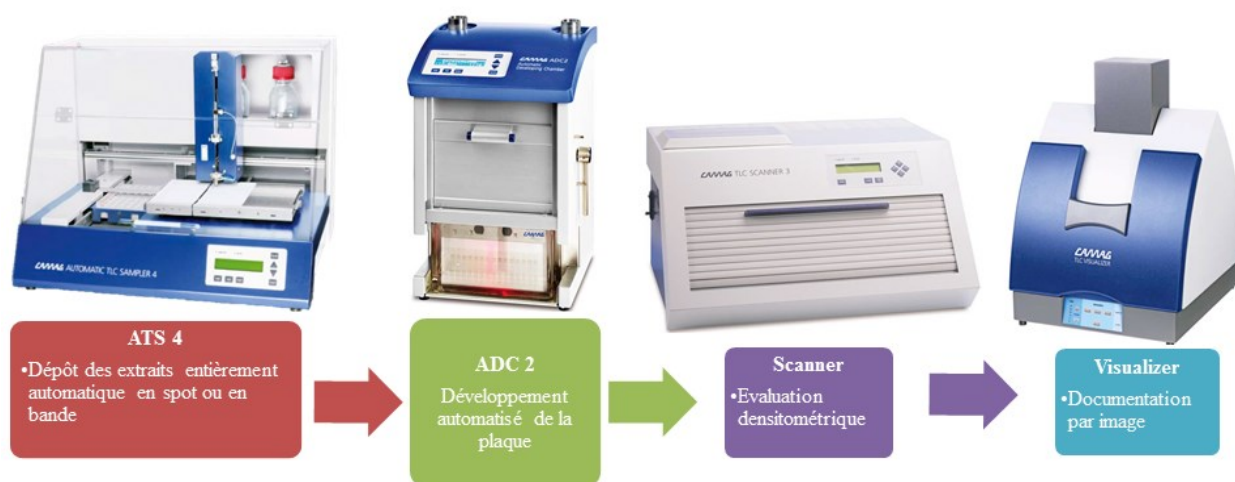 CAMAG ADC2
Automatic
Developing Chamber
CAMAG TLC SCANNER 3
CAMAG
CAMAG
TLC VISUALIZER
CAMAG AUTOMATIC TLC SAMPLER 4
ATS 4
•Dépôt des extraits entièrement
automatique en spot ou en
bande
ADC 2
Développement
automatisé de la
plaque
Scanner
•Evaluation
densitométrique
Visualizer
•Documentation
par image